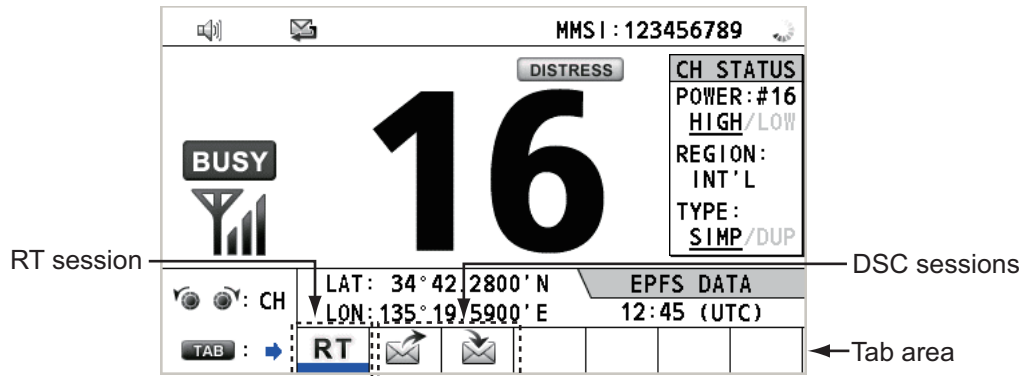 MMSI:123456789
DISTRESS
16
CH STATUS
POWER:#16
HIGH/LOW
REGION:
INT'L
TYPE:
SIMP/DUP
BUSY
RT session
DSC sessions
: CH
LAT: 34°42.2800'N
LON:135°19.5900'E
EPFS DATA
12:45 (UTC)
TAB :
RT
Tab area